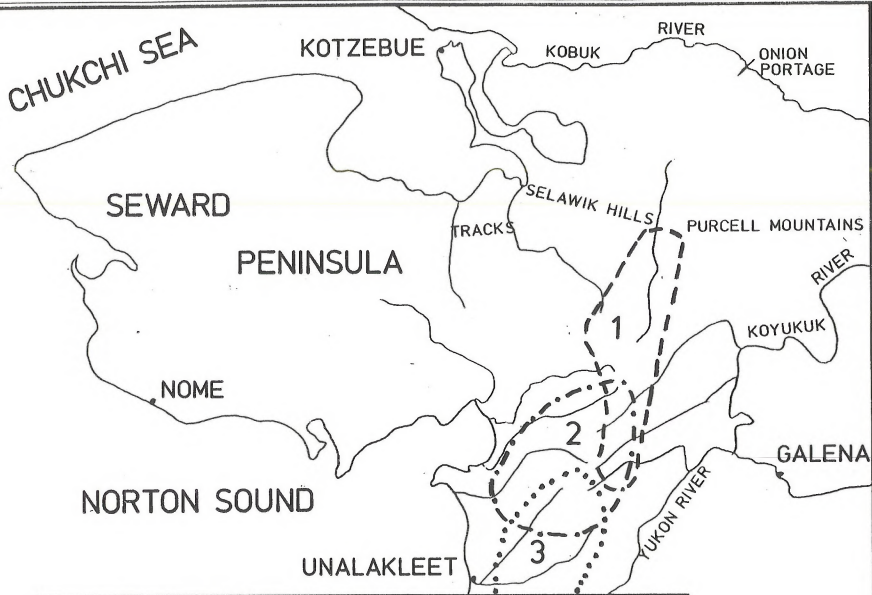 CHUKCHI SEA
KOTZEBUE
KOBUK
RIVER
ONION
PORTAGE
SEWARD
PENINSULA
TRACKS
SELAWIK HILLS
PURCELL MOUNTAINS
RIVER
KOYUKUK
1
NOME
2
GALENA
NORTON SOUND
YUKON RIVER
3
UNALAKLEET